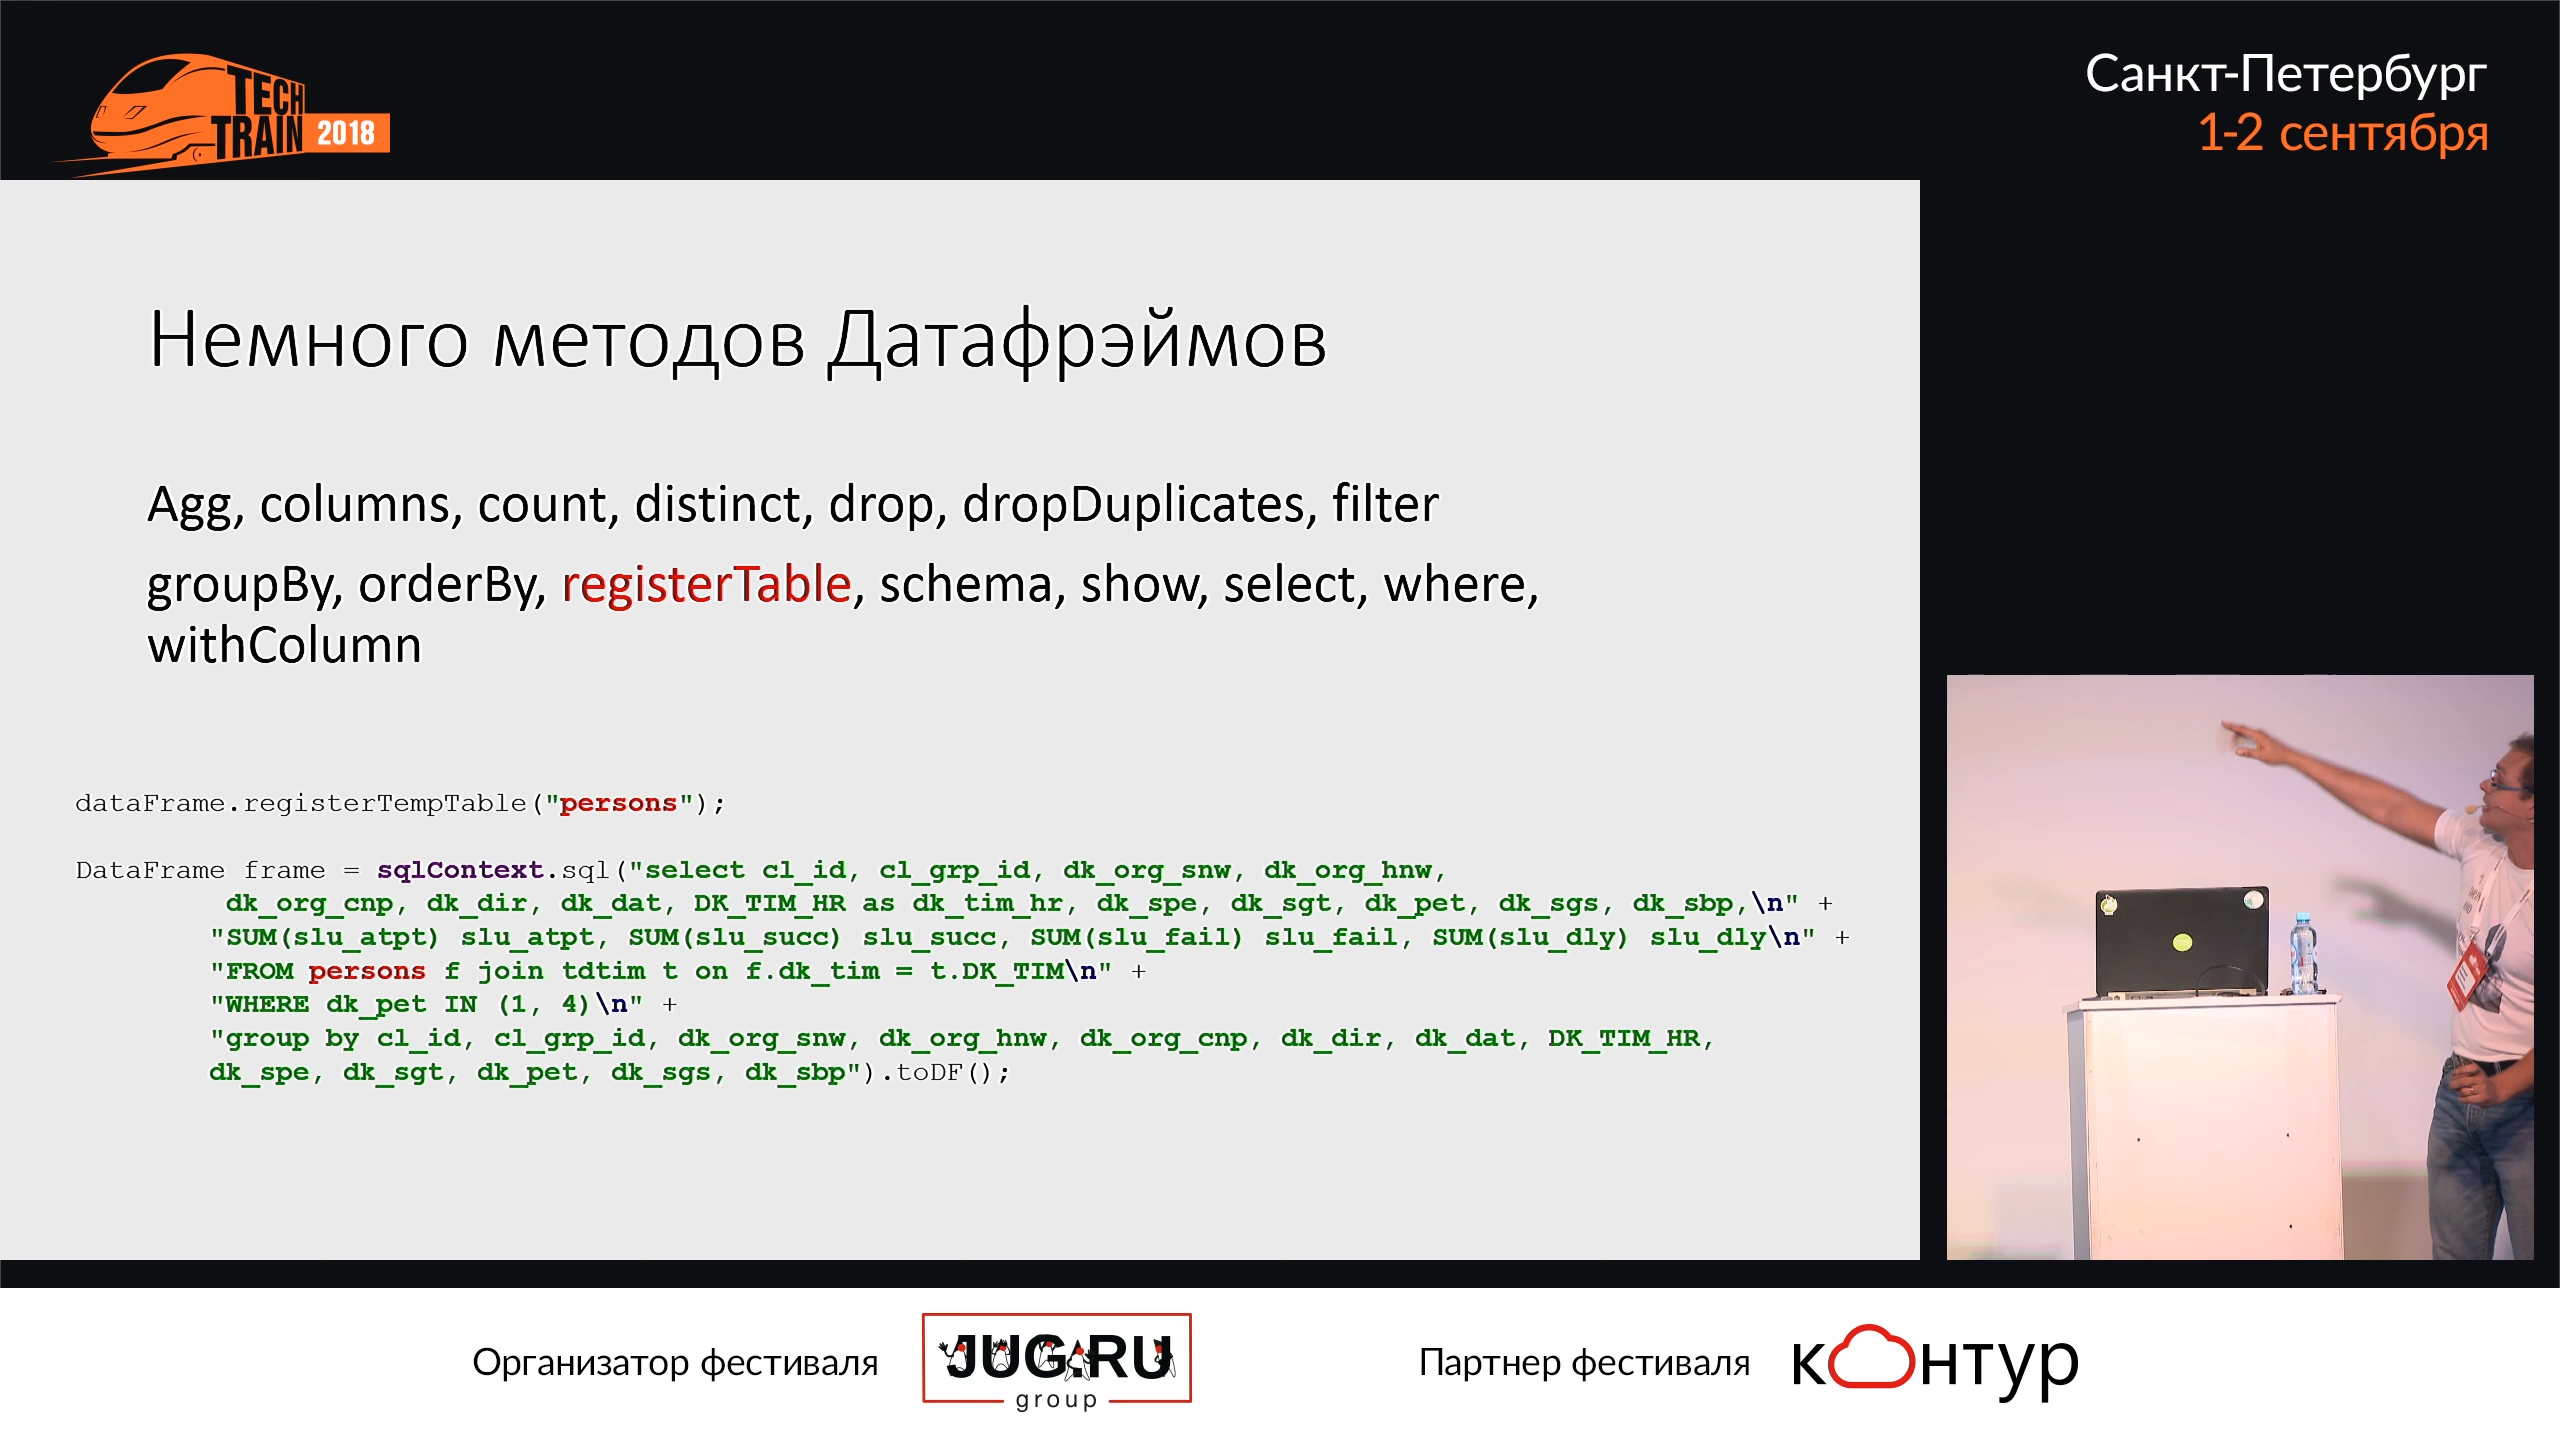 TECH
TRAIN 2018
Санкт-Петербург
1-2 сентября
Немного методов Датафрэймов
Agg, columns, count, distinct, drop, dropDuplicates, filter
groupBy, orderBy, registerTable, schema, show, select, where,
withColumn
dataFrame.registerTempTable("persons");
DataFrame frame = sqlContext.sql("select cl_id, cl_grp_id, dk_org_snw, dk_org_hnw,
dk_org_cnp, dk_dir, dk_dat, DK_TIM_HR as dk_tim_hr, dk_spe, dk_sgt, dk_pet, dk_sgs, dk_sbp,\n" +
"SUM(slu_atpt) slu_atpt, SUM(slu_succ) slu_succ, SUM(slu_fail) slu_fail, SUM(slu_dly) slu_dly\n" +
"FROM persons f join tdtim t on f.dk_tim = t.DK_TIM\n" +
"WHERE dk_pet IN (1, 4)\n" +
"group by cl_id, cl_grp_id, dk_org_snw, dk_org_hnw, dk_org_cnp, dk_dir, dk_dat, DK_TIM_HR,
dk_spe, dk_sgt, dk_pet, dk_sgs, dk_sbp").toDF();
Организатор фестиваля
JUG.RU
group
Партнер фестиваля
контур